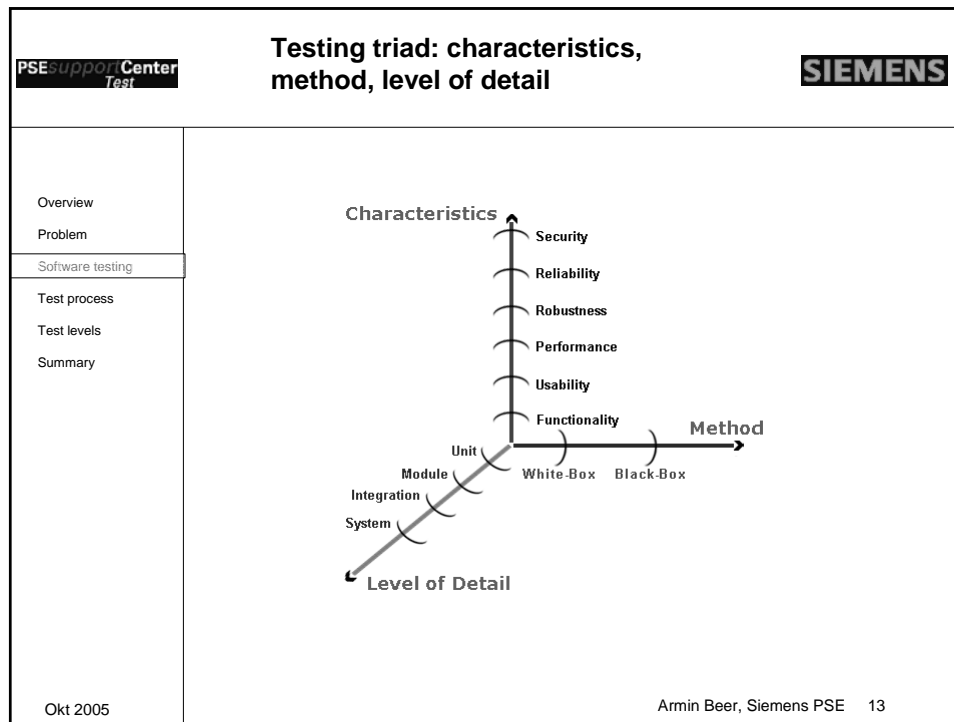 PSEsupportCenter
Test
Testing triad: characteristics,
method, level of detail
SIEMENS
Overview
Problem
Software testing
Test process
Test levels
Summary
Characteristics
Security
Reliability
Robustness
Performance
Usability
Functionality
Method
White-Box
Black-Box
Unit
Module
Integration
System
Level of Detail
Okt 2005
Armin Beer, Siemens PSE 13